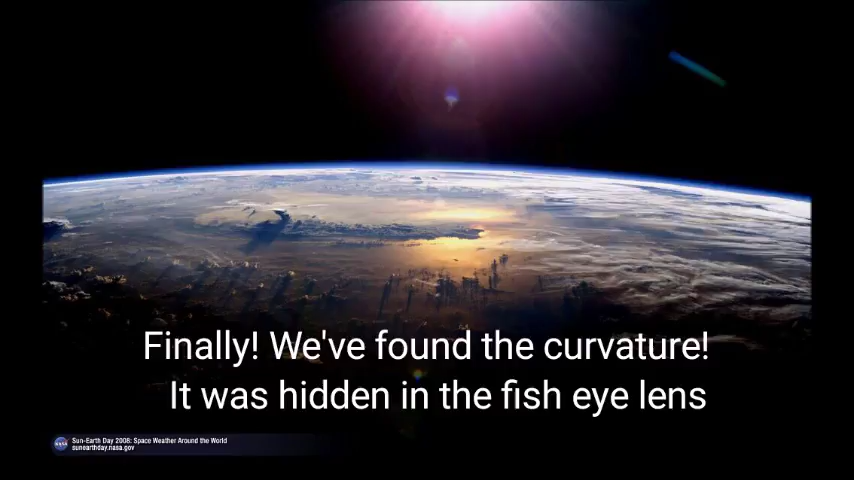 Finally! We've found the curvature!
It was hidden in the fish eye lens
NASA
Sun-Earth Day 2008: Space Weather Around the World
sunearthday.nasa.gov